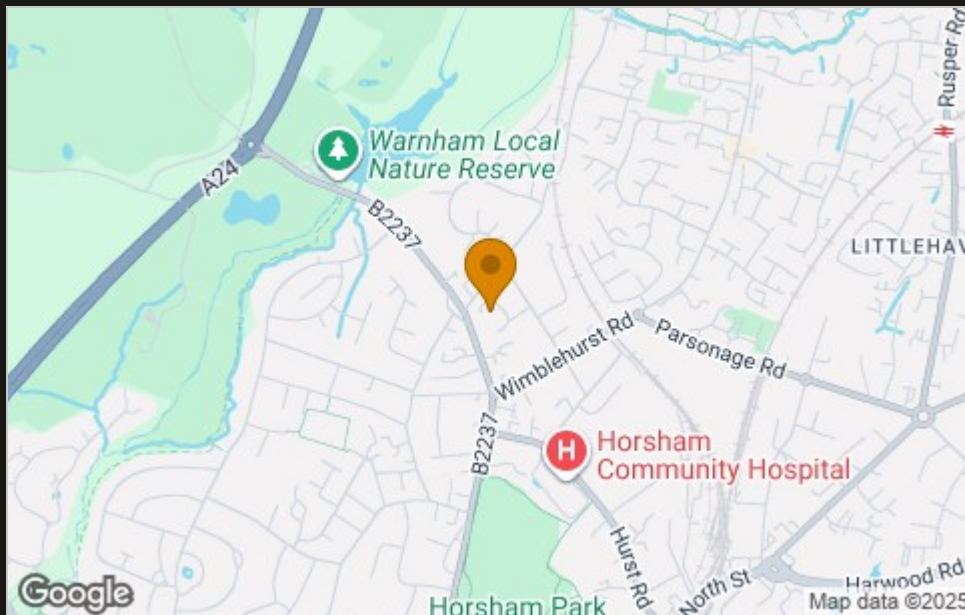 Rusper Rd
Warnham Local
Nature Reserve
A24
B2237
LITTLEHAV
Wimblehurst Rd
Parsonage Rd
B2237
H
Horsham
Community Hospital
Hurst Rd
North St
Harwood Rd
Horsham Park
Google
Map data ©2025